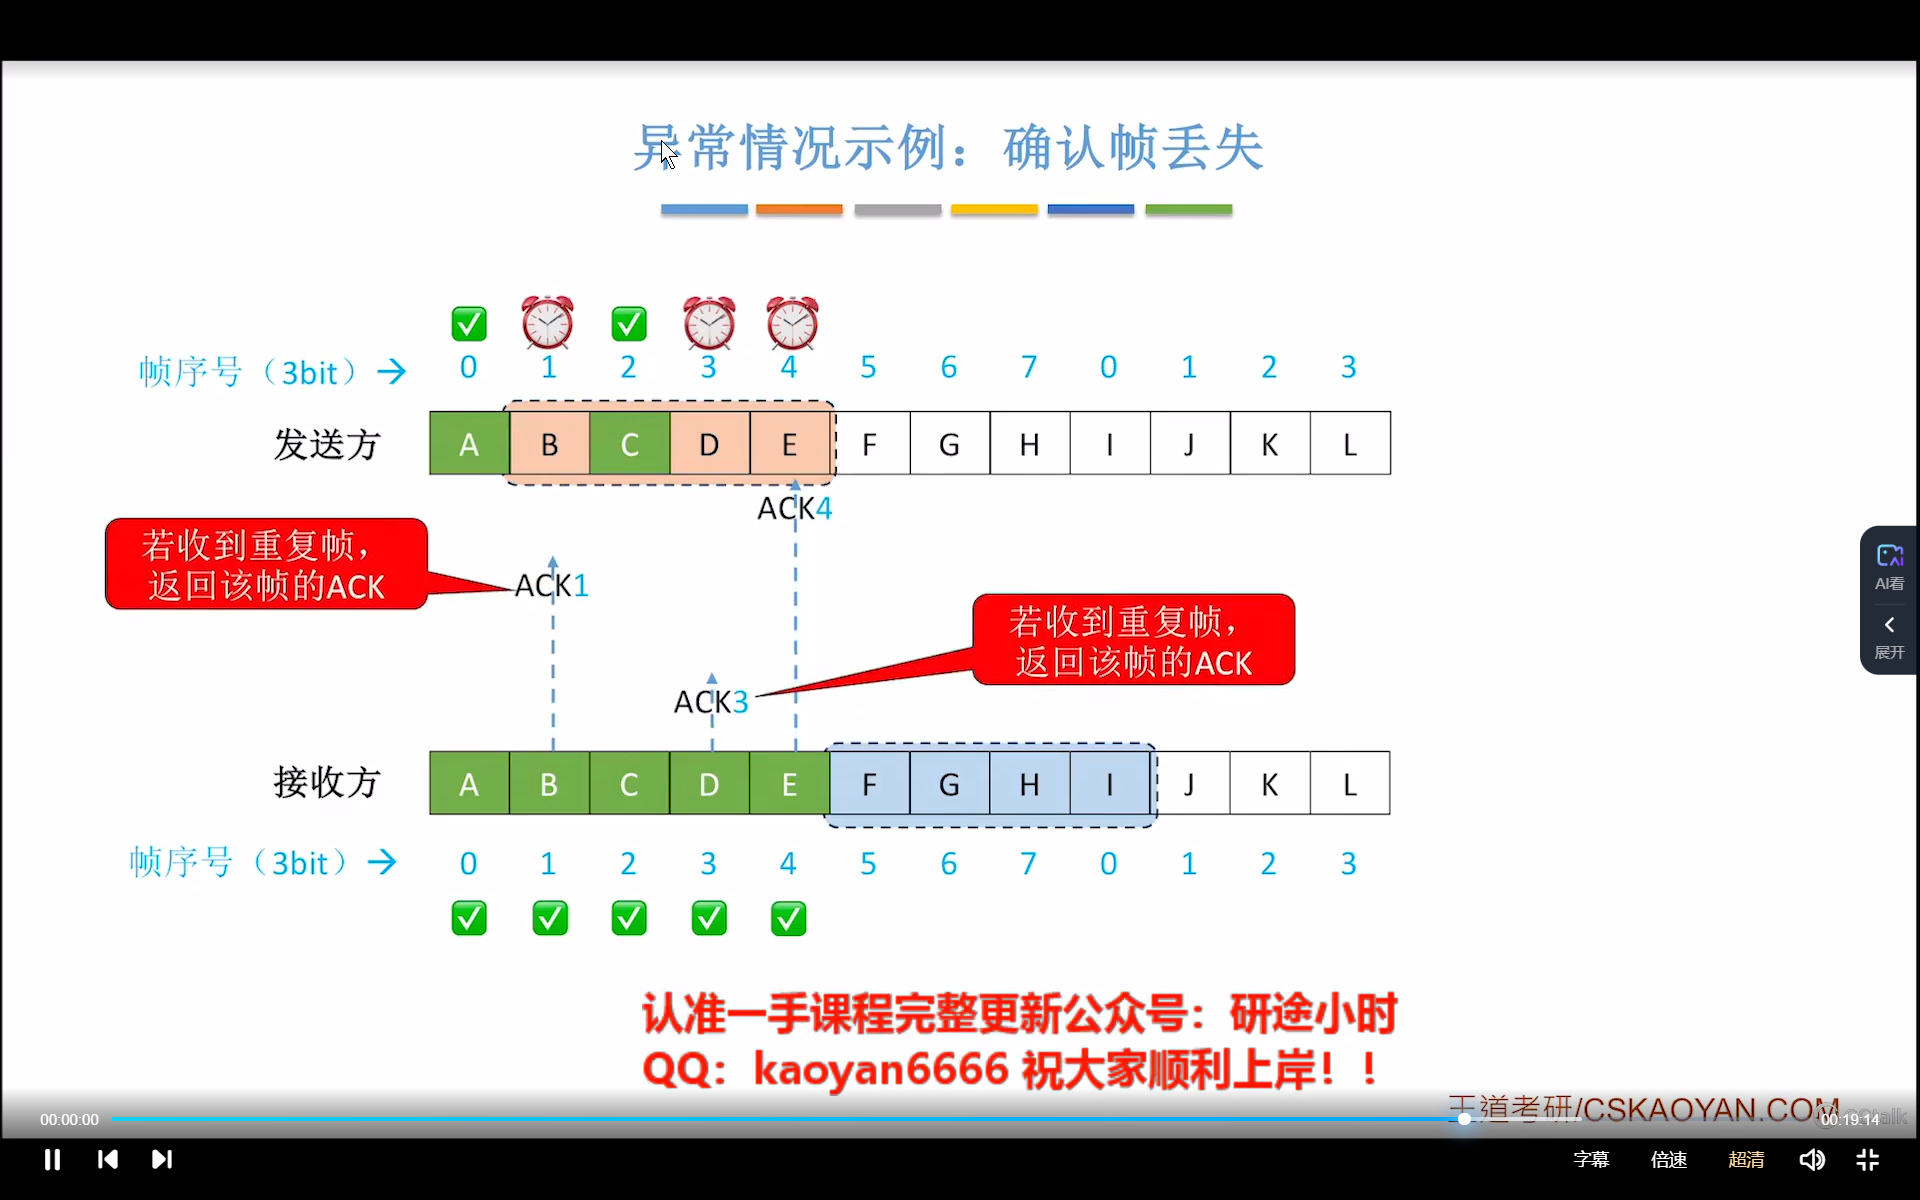 异常情况示例：确认帧丢失
帧序号（3bit）→ 0 1 2 3 4 5 6 7 0 1 2 3
发送方 A B C D E F G H I J K L
ACK4
若收到重复帧，
返回该帧的ACK
ACK1
若收到重复帧，
返回该帧的ACK
ACK3
接收方 A B C D E F G H I J K L
帧序号（3bit）→ 0 1 2 3 4 5 6 7 0 1 2 3
AI看
展开
认准一手课程完整更新公众号：研途小时
QQ：kaoyan6666 祝大家顺利上岸！！
王道考研/CSKAOYAN.COM
00:00:00
00:19:14
字幕 倍速 超清